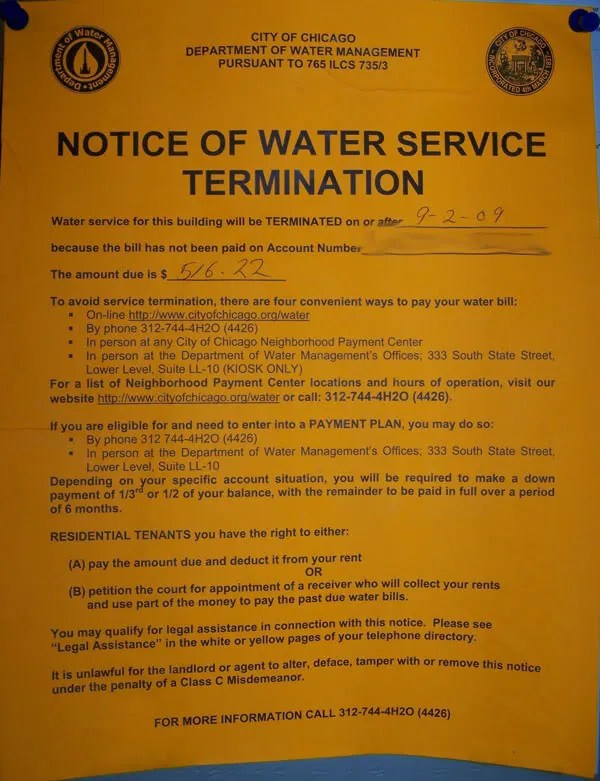 CITY OF CHICAGO
DEPARTMENT OF WATER MANAGEMENT
PURSUANT TO 765 ILCS 735/3
Department of Water Management
CITY OF CHICAGO
INCORPORATED 4th MARCH 1837
NOTICE OF WATER SERVICE
TERMINATION
Water service for this building will be TERMINATED on or after 9-2-09
because the bill has not been paid on Account Number
The amount due is $ 516.22
To avoid service termination, there are four convenient ways to pay your water bill:
▪ On-line http://www.cityofchicago.org/water
▪ By phone 312-744-4H2O (4426)
▪ In person at any City of Chicago Neighborhood Payment Center
▪ In person at the Department of Water Management's Offices; 333 South State Street,
Lower Level, Suite LL-10 (KIOSK ONLY)
For a list of Neighborhood Payment Center locations and hours of operation, visit our
website http://www.cityofchicago.org/water or call: 312-744-4H2O (4426).
If you are eligible for and need to enter into a PAYMENT PLAN, you may do so:
▪ By phone 312 744-4H2O (4426)
▪ In person at the Department of Water Management's Offices; 333 South State Street,
Lower Level, Suite LL-10
Depending on your specific account situation, you will be required to make a down
payment of 1/3rd or 1/2 of your balance, with the remainder to be paid in full over a period
of 6 months.
RESIDENTIAL TENANTS you have the right to either:
(A) pay the amount due and deduct it from your rent
OR
(B) petition the court for appointment of a receiver who will collect your rents
and use part of the money to pay the past due water bills.
You may qualify for legal assistance in connection with this notice. Please see
"Legal Assistance" in the white or yellow pages of your telephone directory.
It is unlawful for the landlord or agent to alter, deface, tamper with or remove this notice
under the penalty of a Class C Misdemeanor.
FOR MORE INFORMATION CALL 312-744-4H2O (4426)